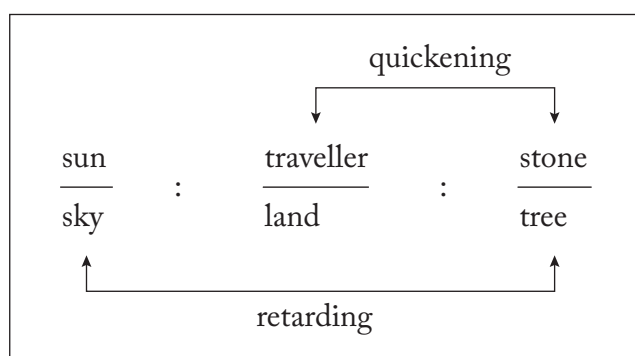 quickening
sun : traveller : stone
sky land tree
retarding